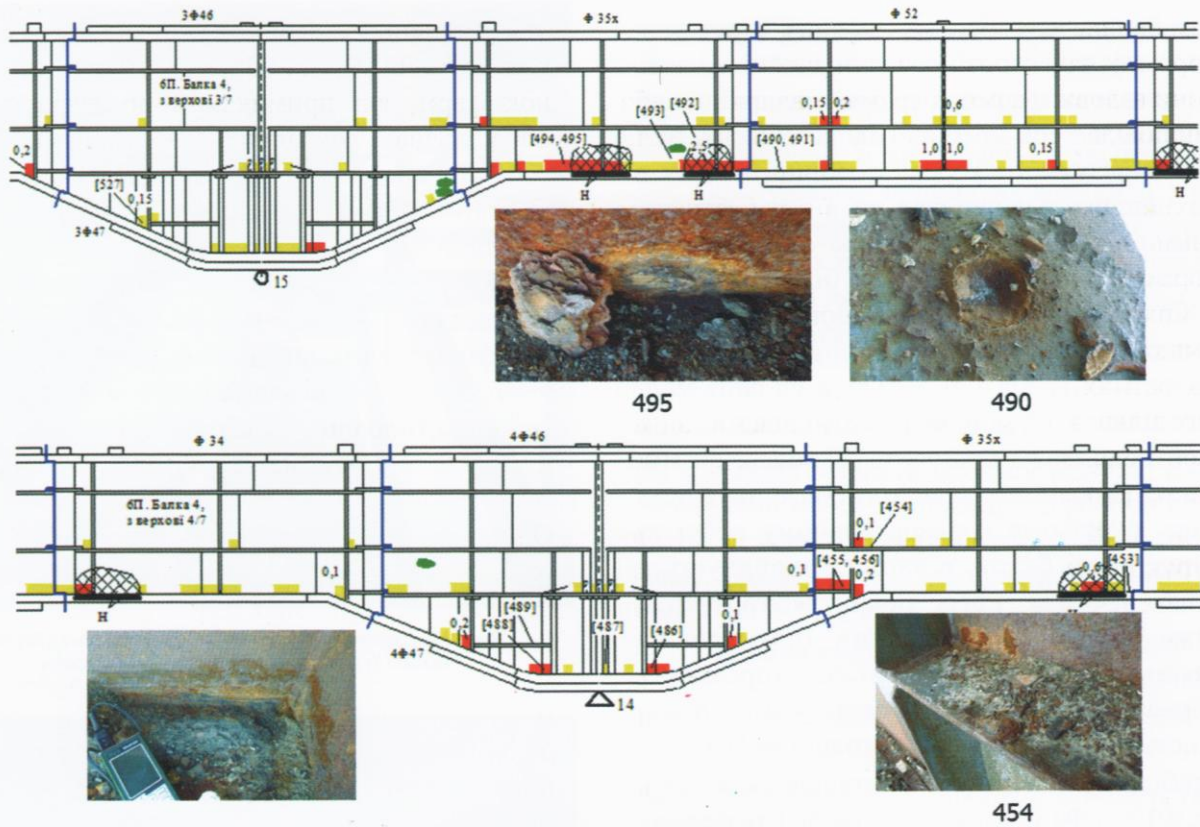 3Ф46
Ф 35х
Ф 52
6П. Балка 4,
з верхові 3/7
[492]
[493]
0,15 0,2
0,6
[494, 495]
2,5
[490, 491]
1,0 1,0
0,15
0,2
[527]
0,15
Н
Н
Н
3Ф47
15
495
490
Ф 34
4Ф46
Ф 35х
6П. Балка 4,
з верхові 4/7
[454]
0,1
0,1
0,1
[455, 456]
0,2
0,6
[453]
[489]
[488]
0,2
[487]
[486]
0,1
Н
4Ф47
14
454